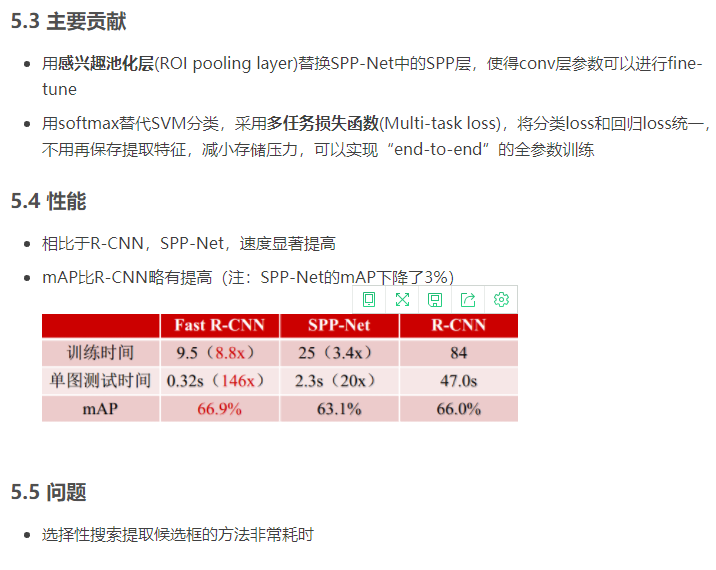 5.3 主要贡献
用感兴趣池化层(ROI pooling layer)替换SPP-Net中的SPP层，使得conv层参数可以进行fine-
tune
用softmax替代SVM分类，采用多任务损失函数(Multi-task loss)，将分类loss和回归loss统一，
不用再保存提取特征，减小存储压力，可以实现“end-to-end”的全参数训练
5.4 性能
相比于R-CNN，SPP-Net，速度显著提高
mAP比R-CNN略有提高（注：SPP-Net的mAP下降了3%）
Fast R-CNN SPP-Net R-CNN
训练时间 9.5（8.8x） 25（3.4x） 84
单图测试时间 0.32s（146x） 2.3s（20x） 47.0s
mAP 66.9% 63.1% 66.0%
5.5 问题
选择性搜索提取候选框的方法非常耗时